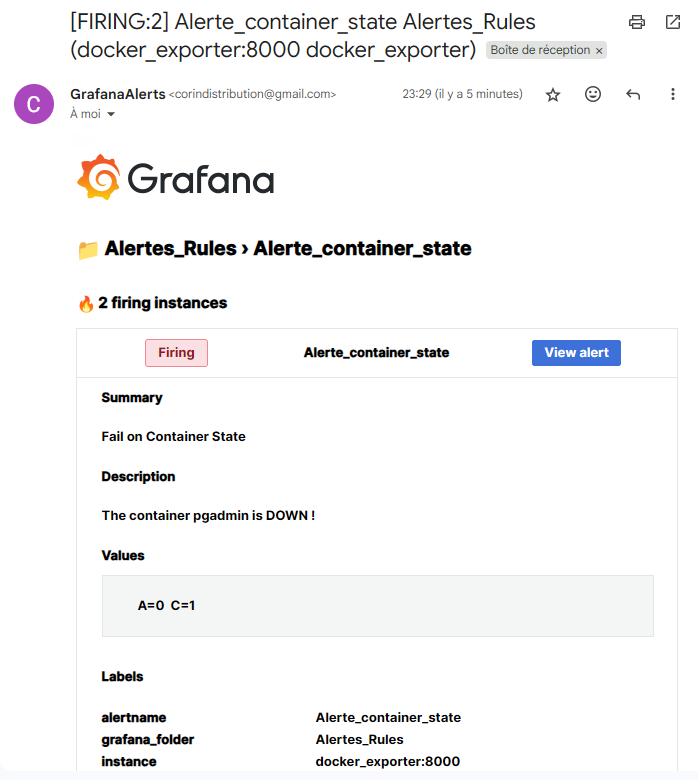 [FIRING:2] Alerte_container_state Alertes_Rules
(docker_exporter:8000 docker_exporter) Boîte de réception ×
C
GrafanaAlerts <corindistribution@gmail.com> 23:29 (il y a 5 minutes)
À moi
Grafana
Alertes_Rules › Alerte_container_state
2 firing instances
Firing Alerte_container_state View alert
Summary
Fail on Container State
Description
The container pgadmin is DOWN !
Values
A=0 C=1
Labels
alertname Alerte_container_state
grafana_folder Alertes_Rules
instance docker_exporter:8000